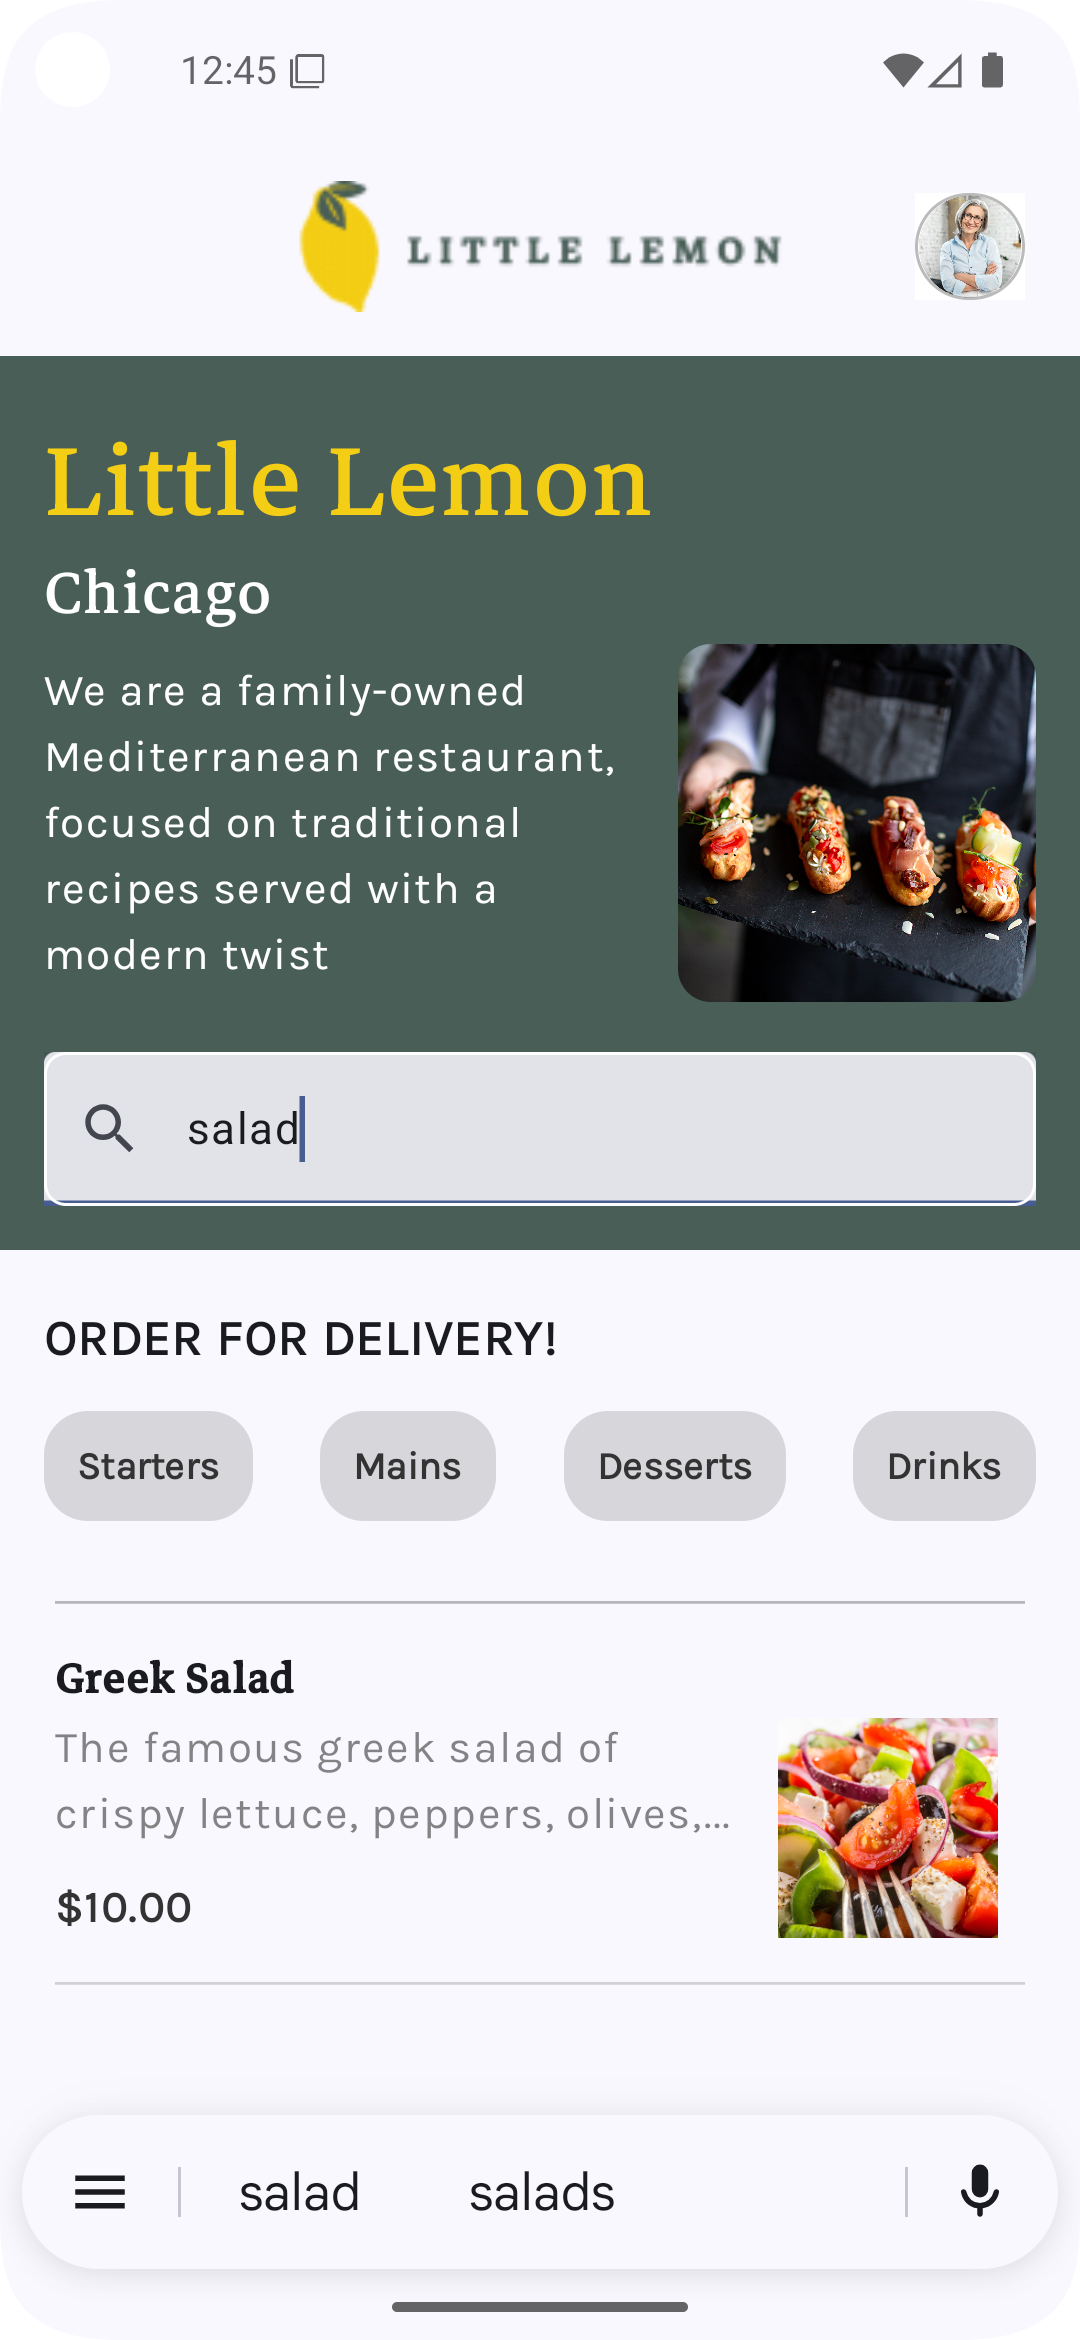 12:45
LITTLE LEMON
Little Lemon
Chicago
We are a family-owned
Mediterranean restaurant,
focused on traditional
recipes served with a
modern twist
salad
ORDER FOR DELIVERY!
Starters Mains Desserts Drinks
Greek Salad
The famous greek salad of
crispy lettuce, peppers, olives,...
$10.00
salad salads